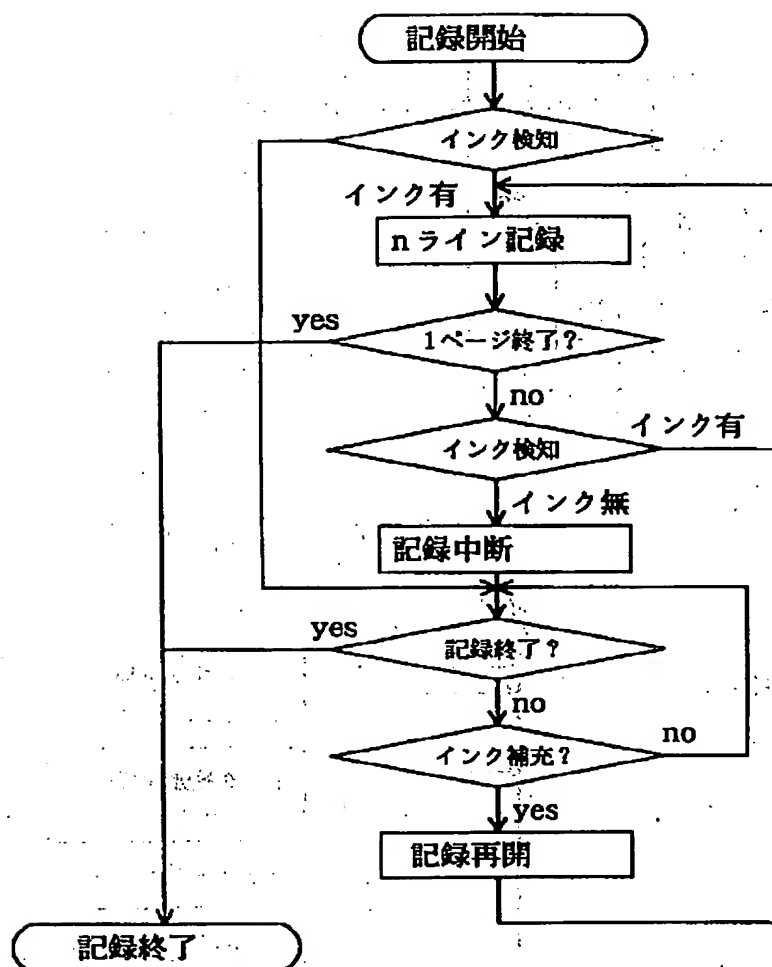 記録開始
インク検知
インク有
nライン記録
yes
1ページ終了?
no
インク有
インク検知
インク無
記録中断
yes
記録終了?
no
インク補充?
no
yes
記録再開
記録終了